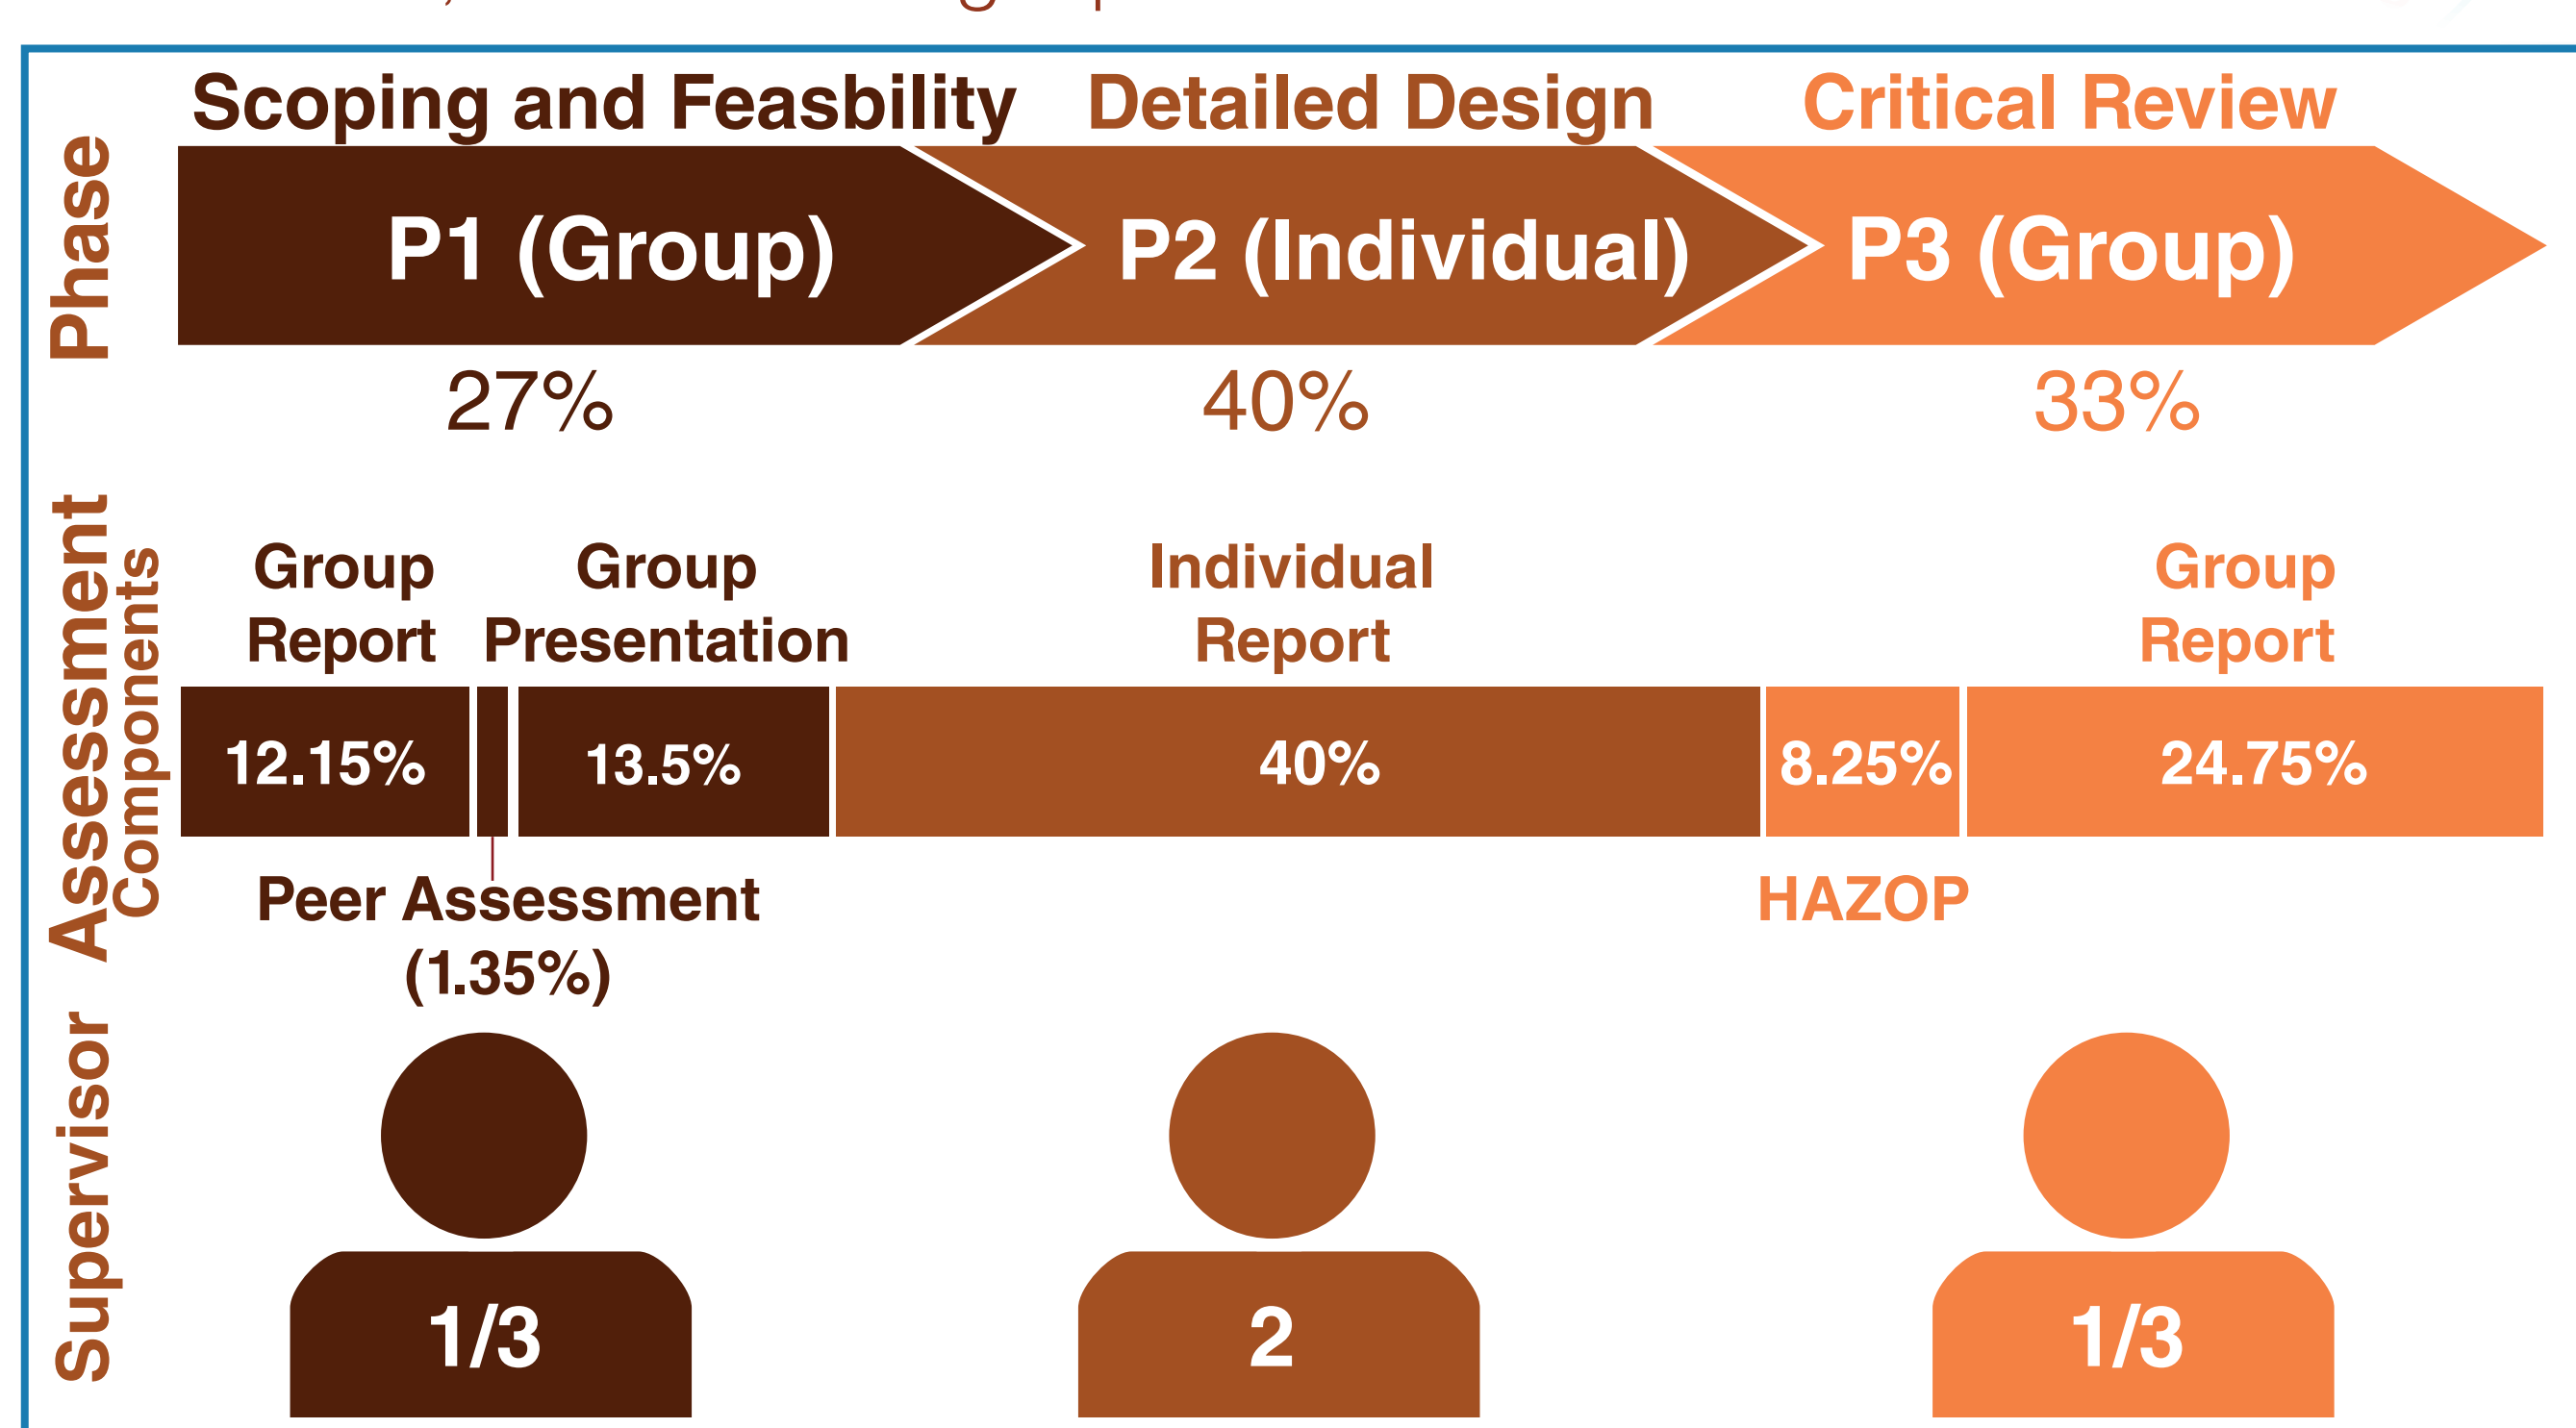 Scoping and Feasbility
Detailed Design
Critical Review
Phase
P1 (Group)
P2 (Individual)
P3 (Group)
27%
40%
33%
Assessment
Components
Group
Report
Group
Presentation
Individual
Report
Group
Report
12.15%
13.5%
40%
8.25%
24.75%
Peer Assessment
(1.35%)
HAZOP
Supervisor
1/3
2
1/3